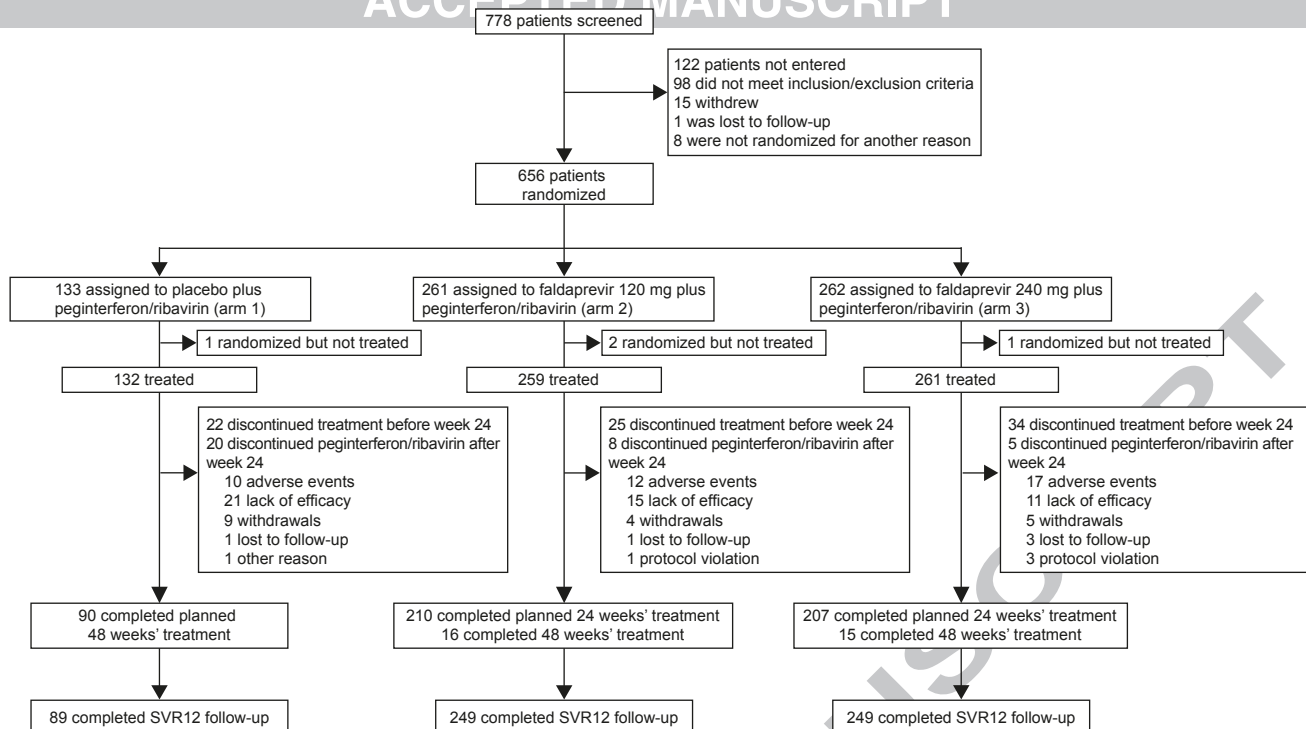 ACCEPTED MANUSCRIPT
778 patients screened
122 patients not entered
98 did not meet inclusion/exclusion criteria
15 withdrew
1 was lost to follow-up
8 were not randomized for another reason
656 patients
randomized
133 assigned to placebo plus
peginterferon/ribavirin (arm 1)
261 assigned to faldaprevir 120 mg plus
peginterferon/ribavirin (arm 2)
262 assigned to faldaprevir 240 mg plus
peginterferon/ribavirin (arm 3)
1 randomized but not treated
2 randomized but not treated
1 randomized but not treated
132 treated
259 treated
261 treated
22 discontinued treatment before week 24
20 discontinued peginterferon/ribavirin after
week 24
10 adverse events
21 lack of efficacy
9 withdrawals
1 lost to follow-up
1 other reason
25 discontinued treatment before week 24
8 discontinued peginterferon/ribavirin after
week 24
12 adverse events
15 lack of efficacy
4 withdrawals
1 lost to follow-up
1 protocol violation
34 discontinued treatment before week 24
5 discontinued peginterferon/ribavirin after
week 24
17 adverse events
11 lack of efficacy
5 withdrawals
3 lost to follow-up
3 protocol violation
90 completed planned
48 weeks' treatment
210 completed planned 24 weeks' treatment
16 completed 48 weeks' treatment
207 completed planned 24 weeks' treatment
15 completed 48 weeks' treatment
89 completed SVR12 follow-up
249 completed SVR12 follow-up
249 completed SVR12 follow-up